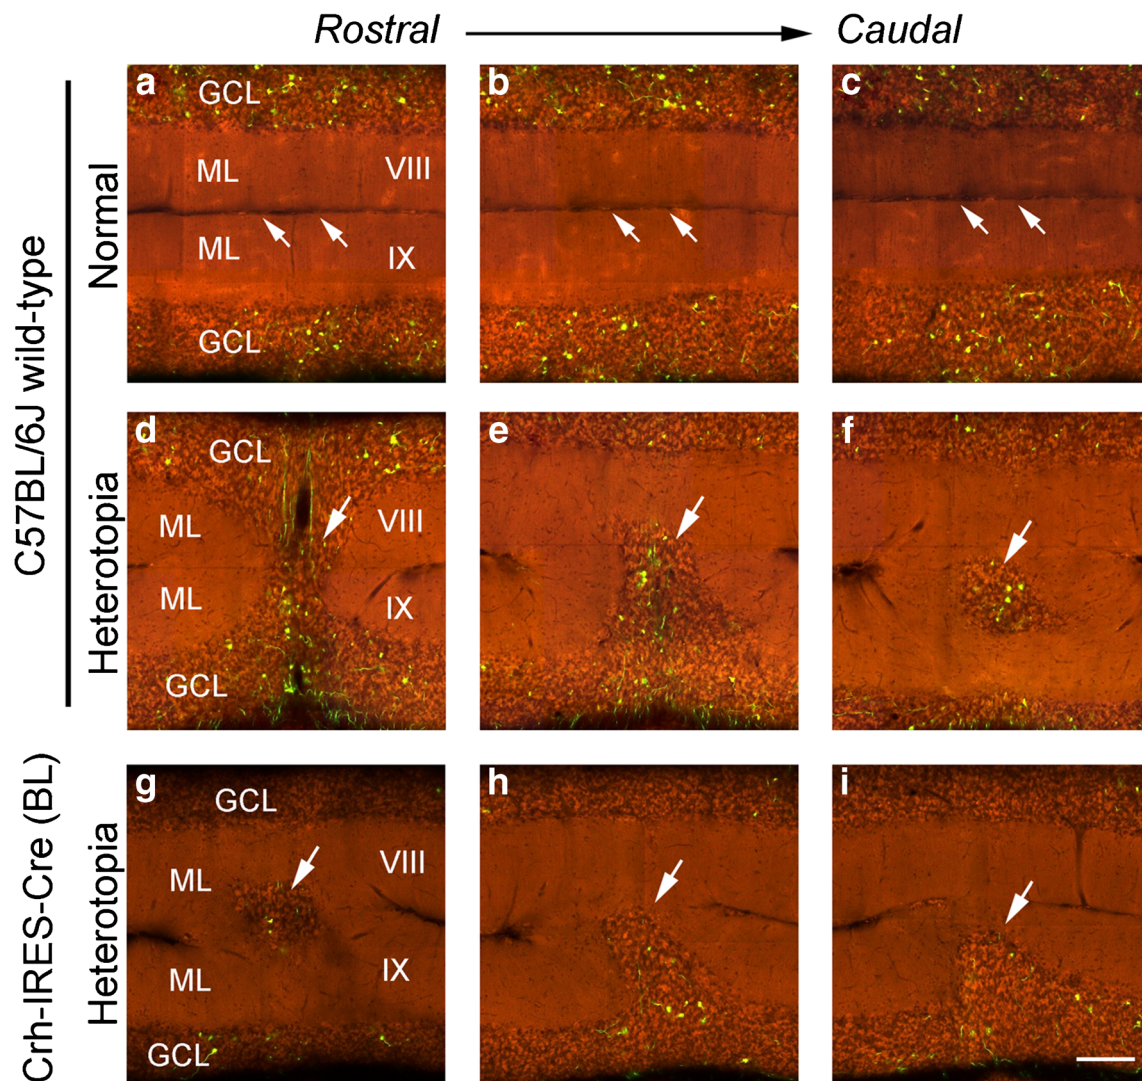 Rostral
Caudal
C57BL/6J wild-type
Normal
a
GCL
ML
VIII
ML
IX
GCL
b
c
Heterotopia
d
GCL
ML
VIII
ML
IX
GCL
e
f
Crh-IRES-Cre (BL)
Heterotopia
g
GCL
ML
VIII
ML
IX
GCL
h
i